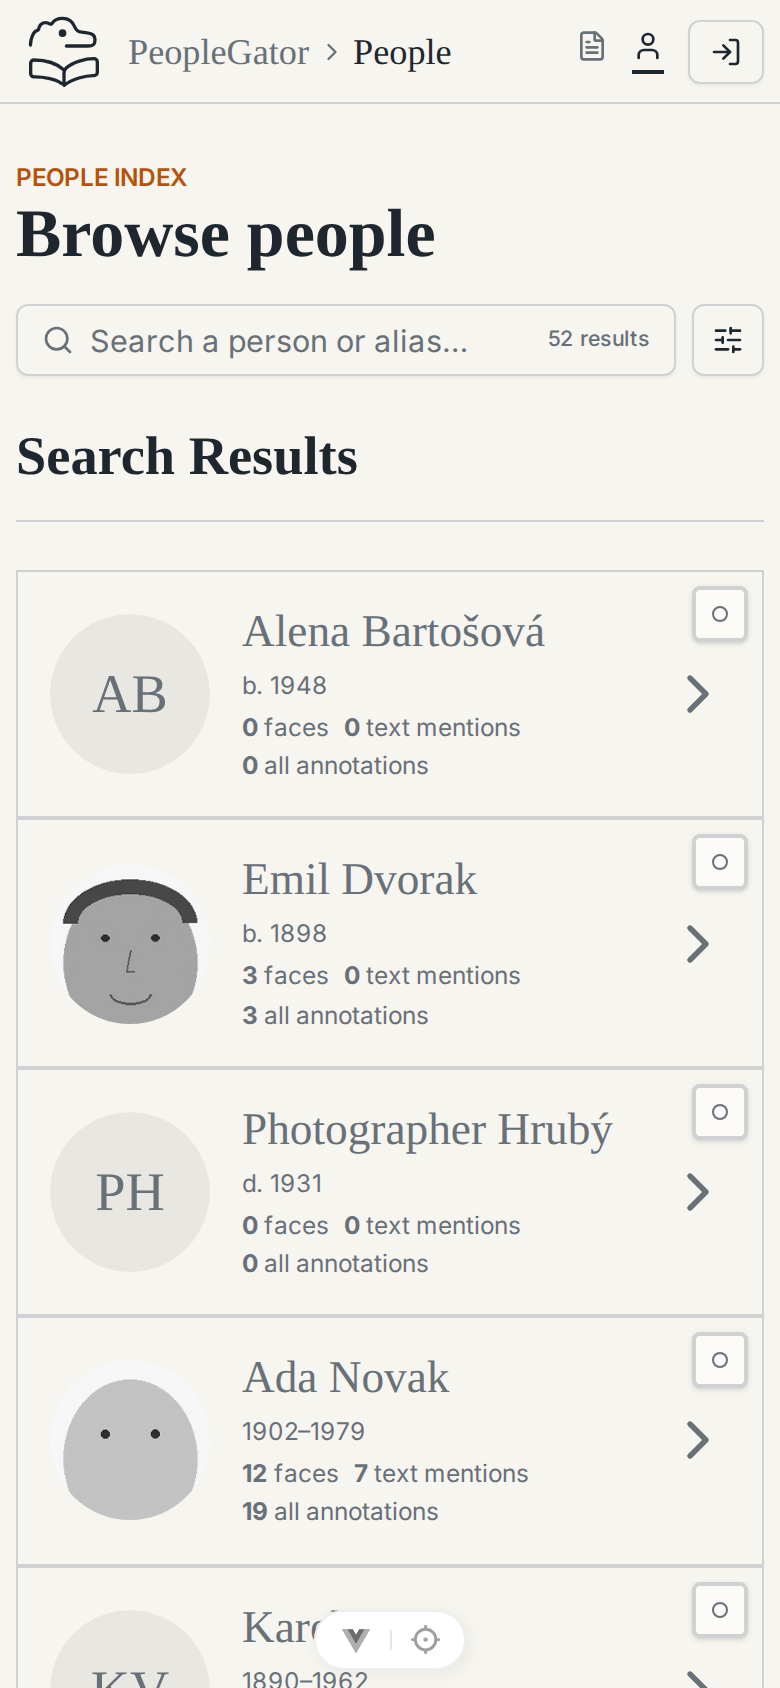 PeopleGator > People
PEOPLE INDEX
Browse people
Search a person or alias... 52 results
Search Results
AB
Alena Bartošová
b. 1948
0 faces 0 text mentions
0 all annotations
Emil Dvorak
b. 1898
3 faces 0 text mentions
3 all annotations
PH
Photographer Hrubý
d. 1931
0 faces 0 text mentions
0 all annotations
Ada Novak
1902–1979
12 faces 7 text mentions
19 all annotations
KV
1890–1962